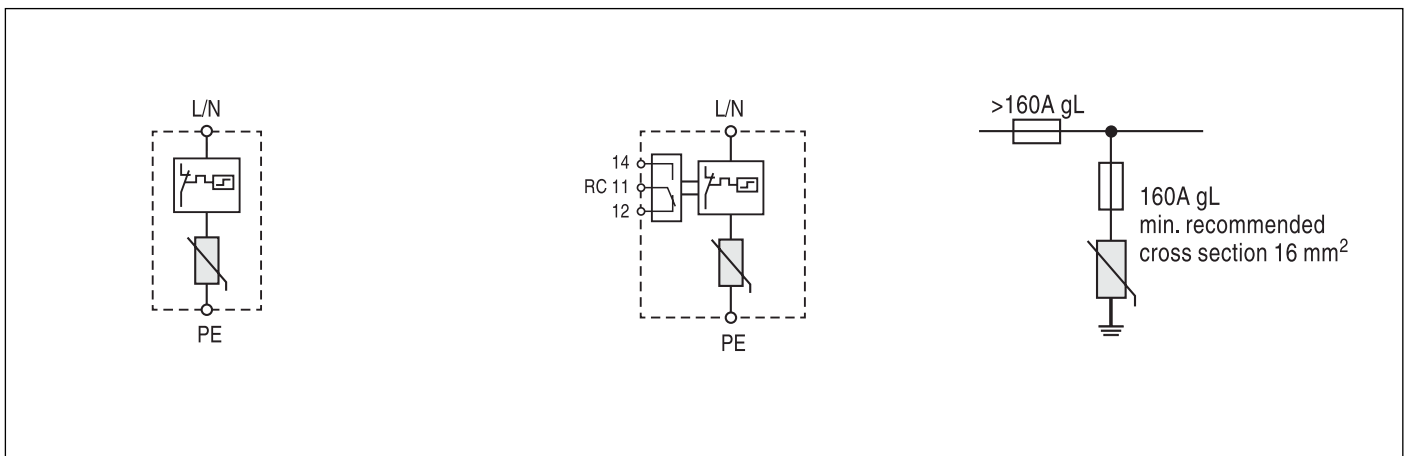 L/N
PE
L/N
14
RC 11
12
PE
>160A gL
160A gL
min. recommended
cross section 16 mm²